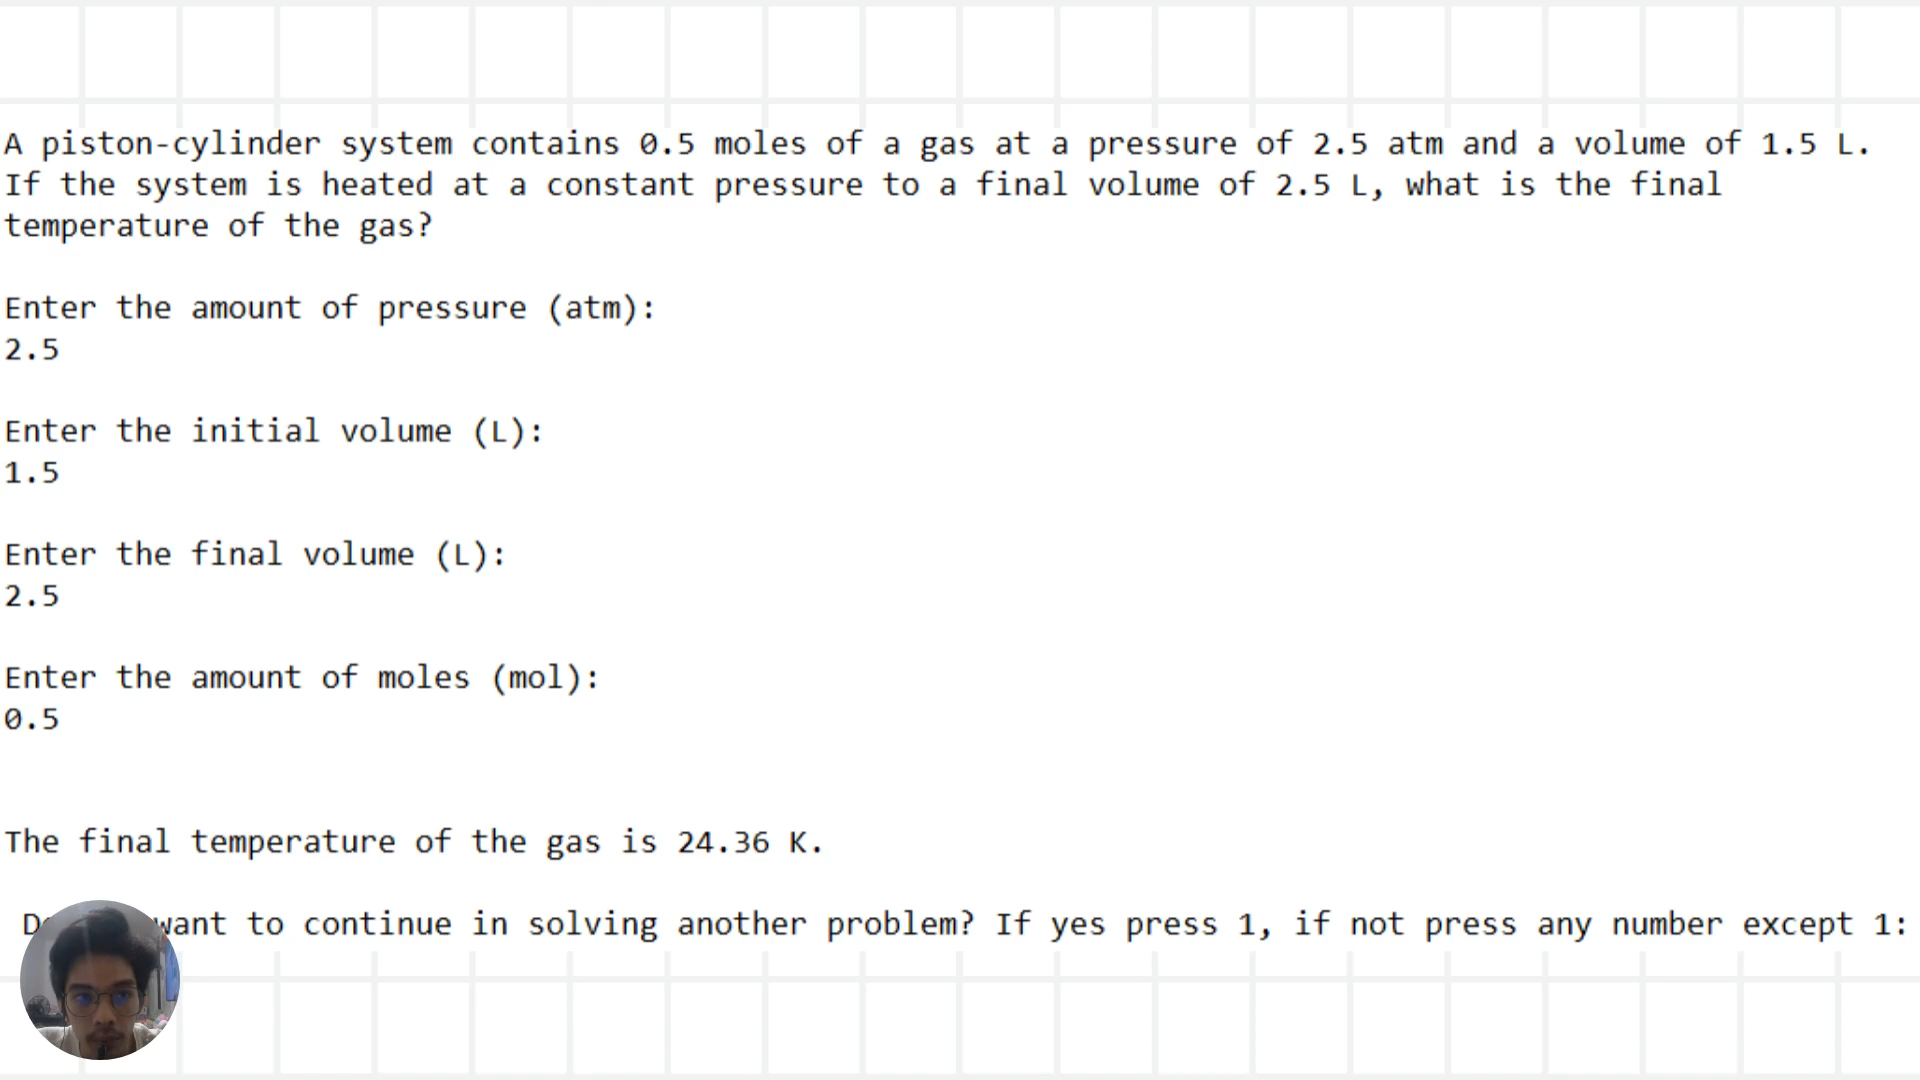 A piston-cylinder system contains 0.5 moles of a gas at a pressure of 2.5 atm and a volume of 1.5 L.
If the system is heated at a constant pressure to a final volume of 2.5 L, what is the final
temperature of the gas?
Enter the amount of pressure (atm):
2.5
Enter the initial volume (L):
1.5
Enter the final volume (L):
2.5
Enter the amount of moles (mol):
0.5
The final temperature of the gas is 24.36 K.
want to continue in solving another problem? If yes press 1, if not press any number except 1: